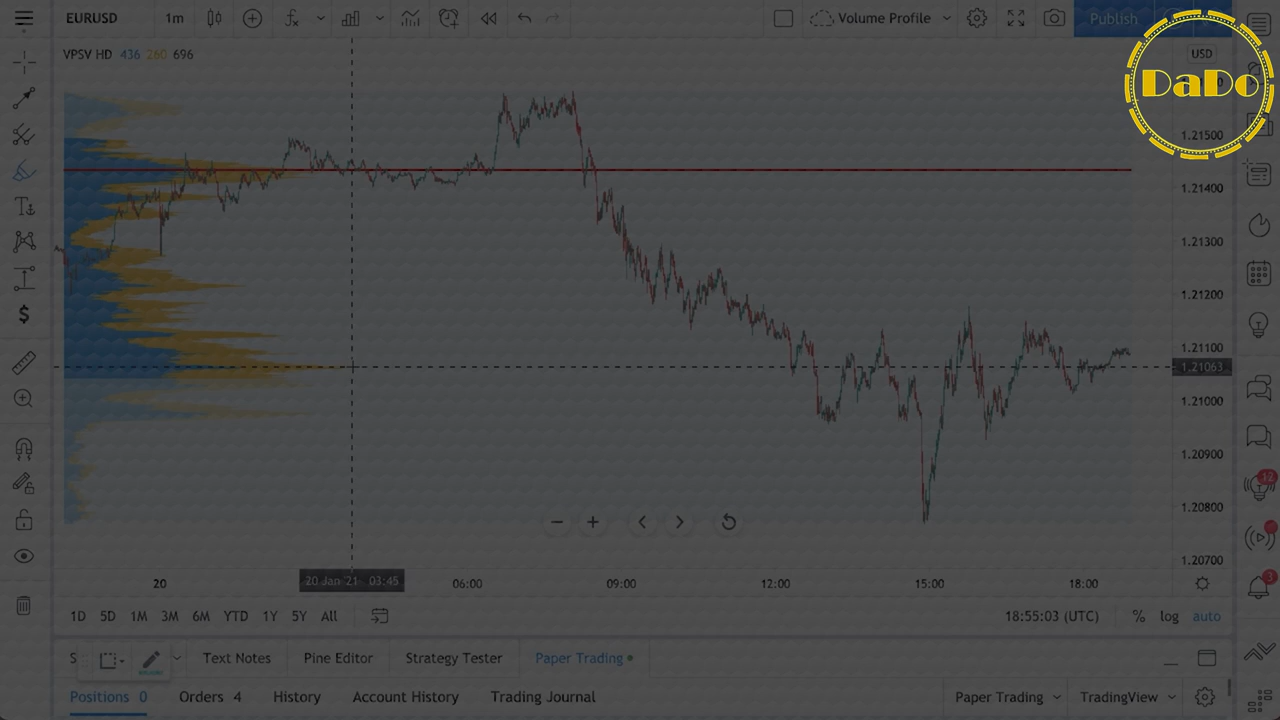 EURUSD 1m Volume Profile Publish
DaDo
VPSV HD 436 260 696
USD
1.21500
1.21400
1.21300
1.21200
1.21100
1.21063
1.21000
1.20900
1.20800
1.20700
12
3
20 20 Jan '21 03:45 06:00 09:00 12:00 15:00 18:00
1D 5D 1M 3M 6M YTD 1Y 5Y All 18:55:03 (UTC) % log auto
S Text Notes Pine Editor Strategy Tester Paper Trading
Positions 0 Orders 4 History Account History Trading Journal Paper Trading TradingView